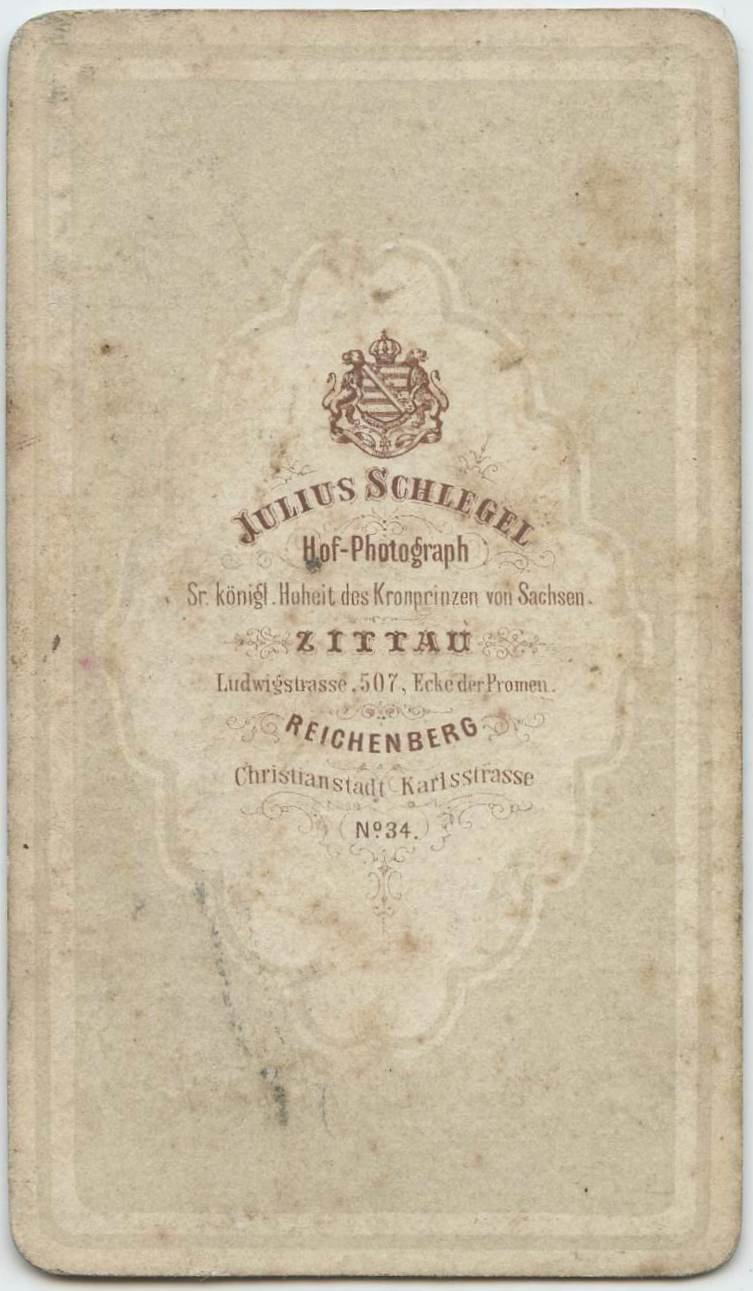 JULIUS SCHLEGEL
Hof-Photograph
Sr. königl. Hoheit des Kronprinzen von Sachsen.
ZITTAU
Ludwigstrasse. 507, Ecke der Promen.
REICHENBERG
Christianstadt Karlsstrasse
Nº 34.